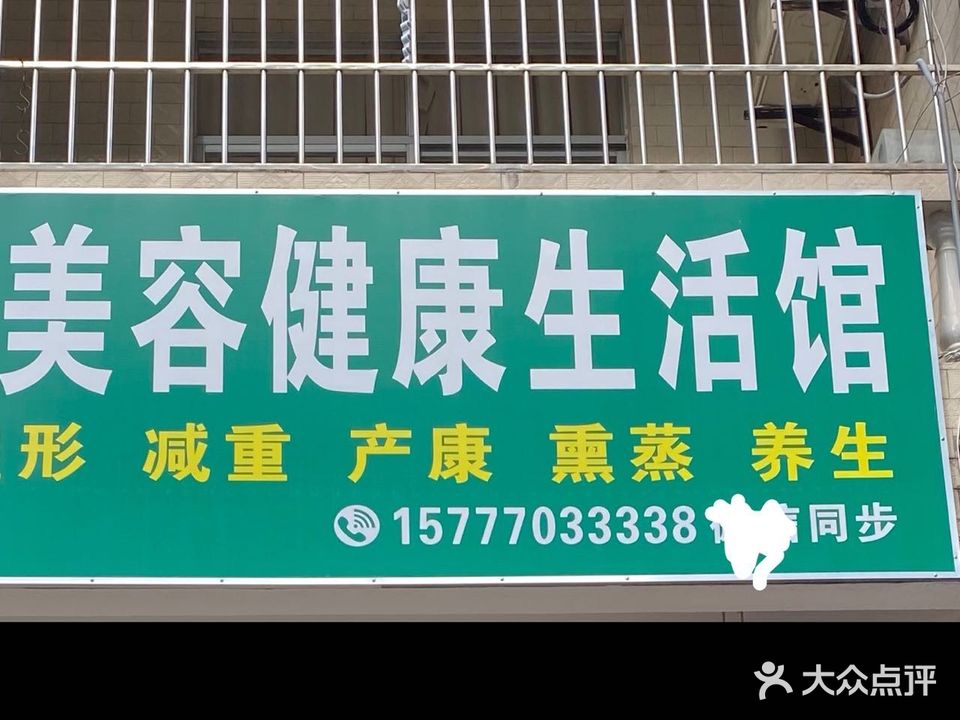 美容健康生活馆
形 减重 产康 熏蒸 养生
15777033338 信同步
大众点评